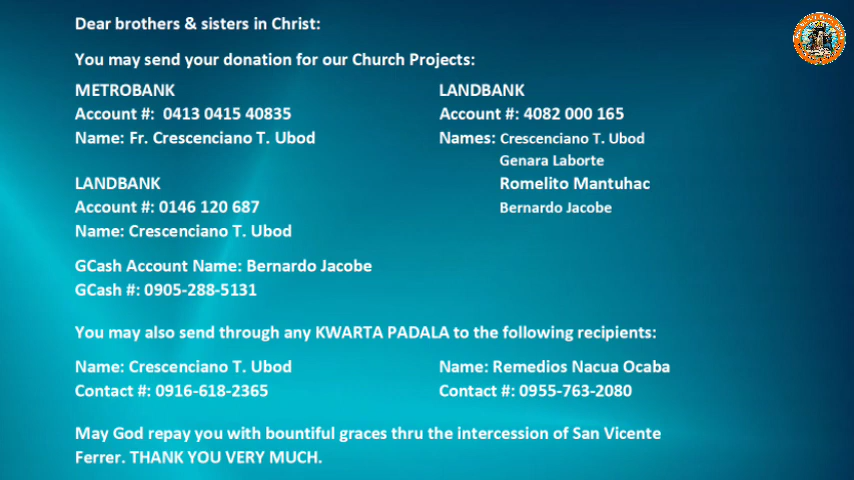 Dear brothers & sisters in Christ:
You may send your donation for our Church Projects:
METROBANK
Account #:  0413 0415 40835
Name: Fr. Crescenciano T. Ubod
LANDBANK
Account #: 4082 000 165
Names: Crescenciano T. Ubod
Genara Laborte
Romelito Mantuhac
Bernardo Jacobe
LANDBANK
Account #: 0146 120 687
Name: Crescenciano T. Ubod
GCash Account Name: Bernardo Jacobe
GCash #: 0905-288-5131
You may also send through any KWARTA PADALA to the following recipients:
Name: Crescenciano T. Ubod
Contact #: 0916-618-2365
Name: Remedios Nacua Ocaba
Contact #: 0955-763-2080
May God repay you with bountiful graces thru the intercession of San Vicente
Ferrer. THANK YOU VERY MUCH.